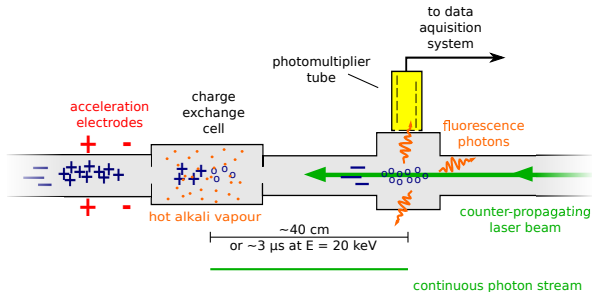 to data
aquisition
system
photomultiplier
tube
acceleration
electrodes
charge
exchange
cell
fluorescence
photons
hot alkali vapour
counter-propagating
laser beam
~40 cm
or ~3 μs at E = 20 keV
continuous photon stream